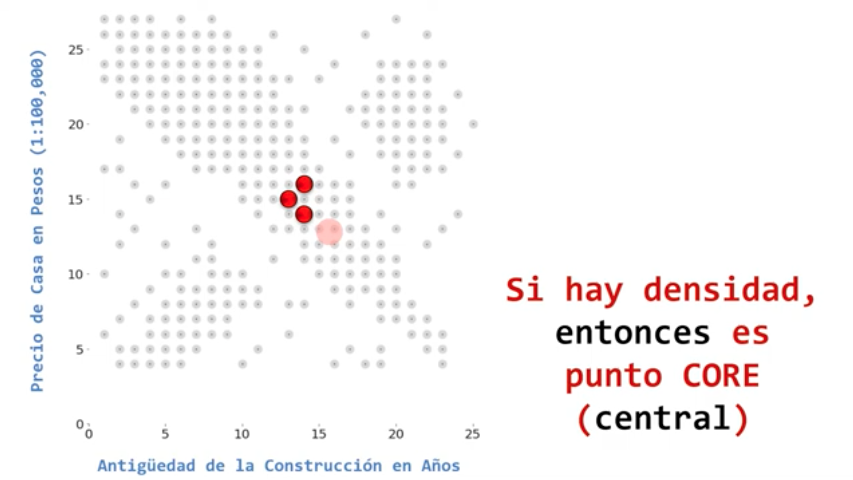 Precio de Casa en Pesos (1:100,000)
25
20
15
10
5
0
0 5 10 15 20 25
Antigüedad de la Construcción en Años
Si hay densidad,
entonces es
punto CORE
(central)